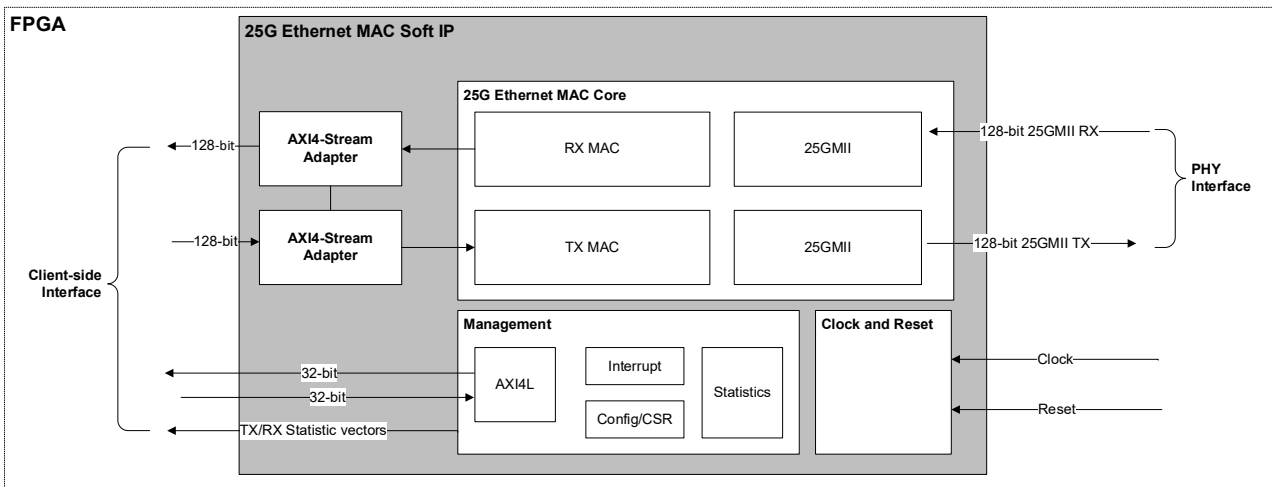 FPGA
25G Ethernet MAC Soft IP
25G Ethernet MAC Core
AXI4-Stream
Adapter
RX MAC
25GMII
128-bit
128-bit 25GMII RX
PHY
Interface
AXI4-Stream
Adapter
TX MAC
25GMII
128-bit
128-bit 25GMII TX
Client-side
Interface
Management
Clock and Reset
32-bit
32-bit
AXI4L
Interrupt
Config/CSR
Statistics
Clock
Reset
TX/RX Statistic vectors